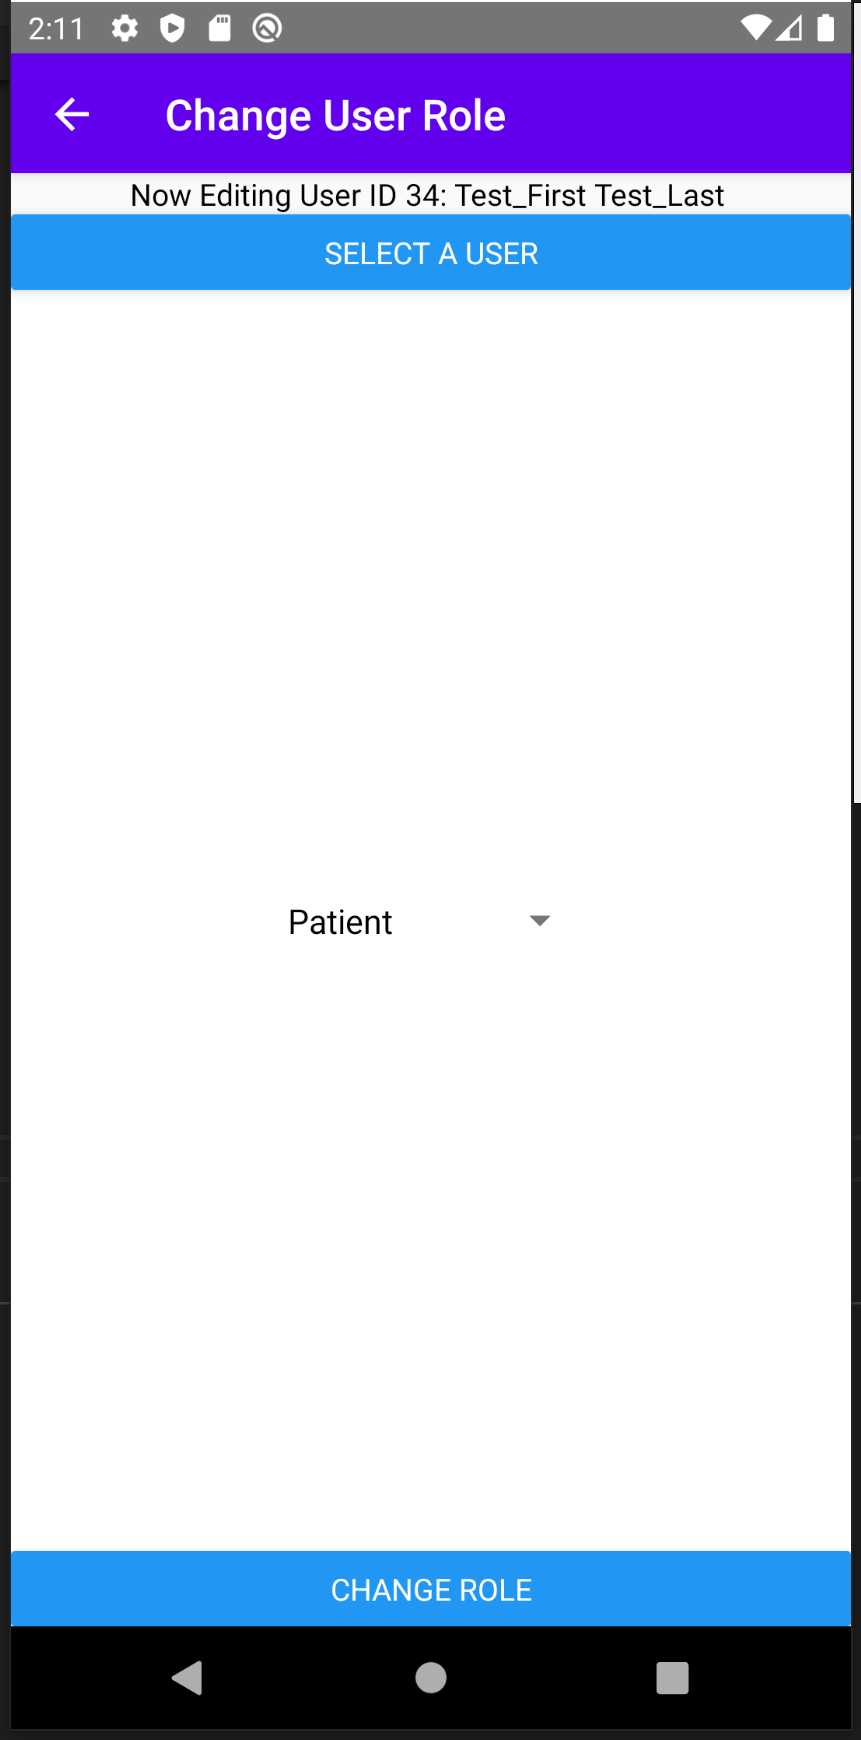 2:11
Change User Role
Now Editing User ID 34: Test_First Test_Last
SELECT A USER
Patient
CHANGE ROLE